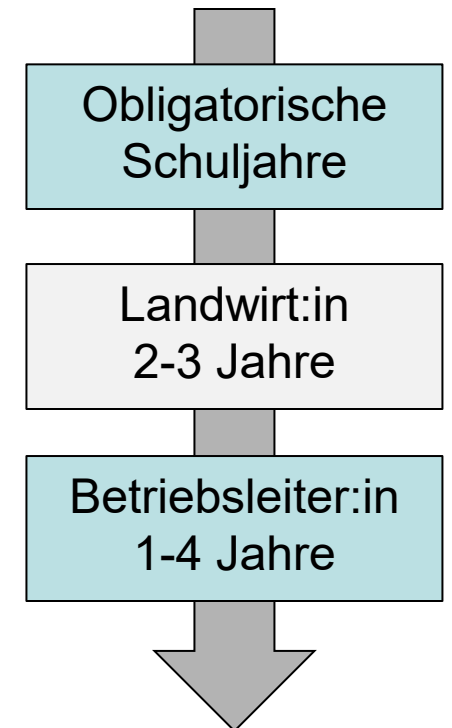 Obligatorische
Schuljahre
Landwirt:in
2-3 Jahre
Betriebsleiter:in
1-4 Jahre